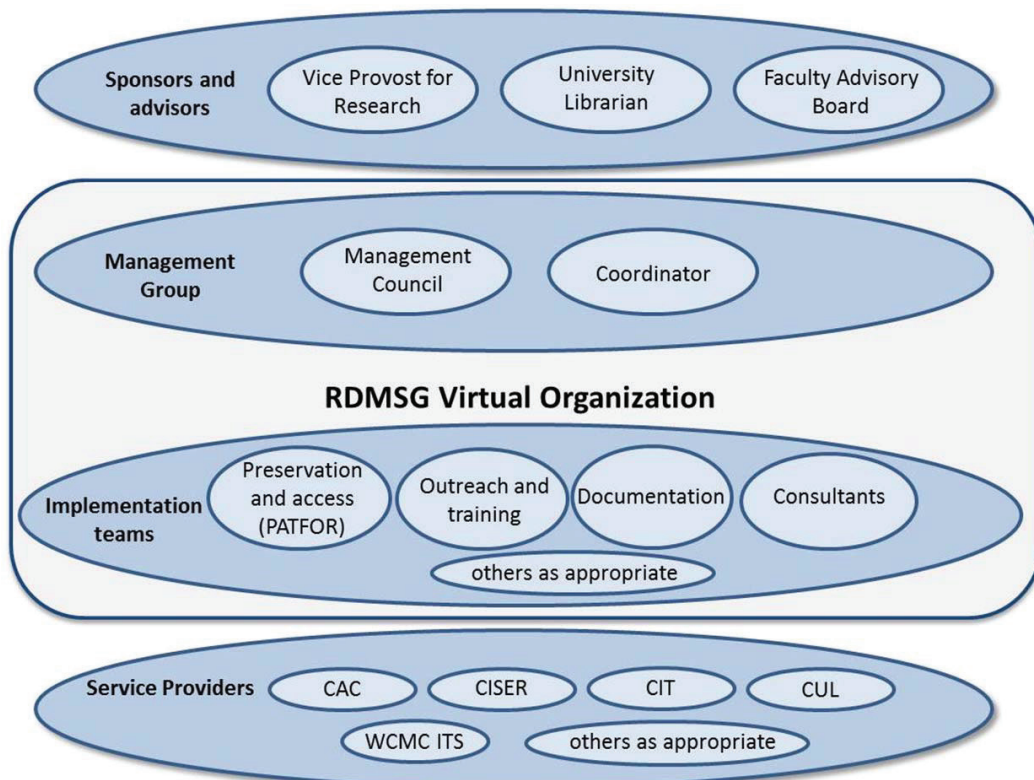 Sponsors and
advisors
Vice Provost for
Research
University
Librarian
Faculty Advisory
Board
Management
Group
Management
Council
Coordinator
RDMSG Virtual Organization
Implementation
teams
Preservation
and access
(PATFOR)
Outreach and
training
Documentation
Consultants
others as appropriate
Service Providers
CAC
CISER
CIT
CUL
WCMC ITS
others as appropriate